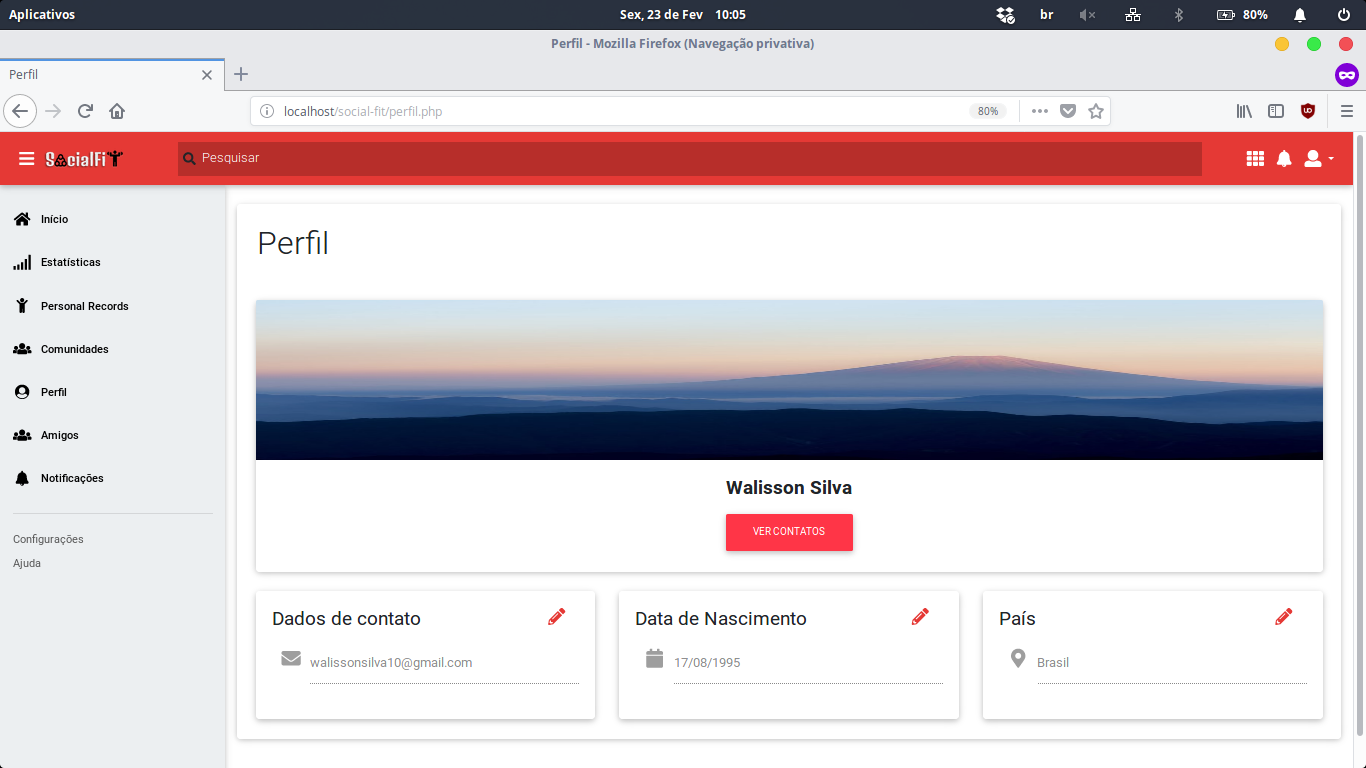 Aplicativos
Sex, 23 de Fev 10:05
br
80%
Perfil - Mozilla Firefox (Navegação privativa)
Perfil
localhost/social-fit/perfil.php
80%
SocialFit
Pesquisar
Início
Estatísticas
Personal Records
Comunidades
Perfil
Amigos
Notificações
Configurações
Ajuda
Perfil
Walisson Silva
VER CONTATOS
Dados de contato
walissonsilva10@gmail.com
Data de Nascimento
17/08/1995
País
Brasil